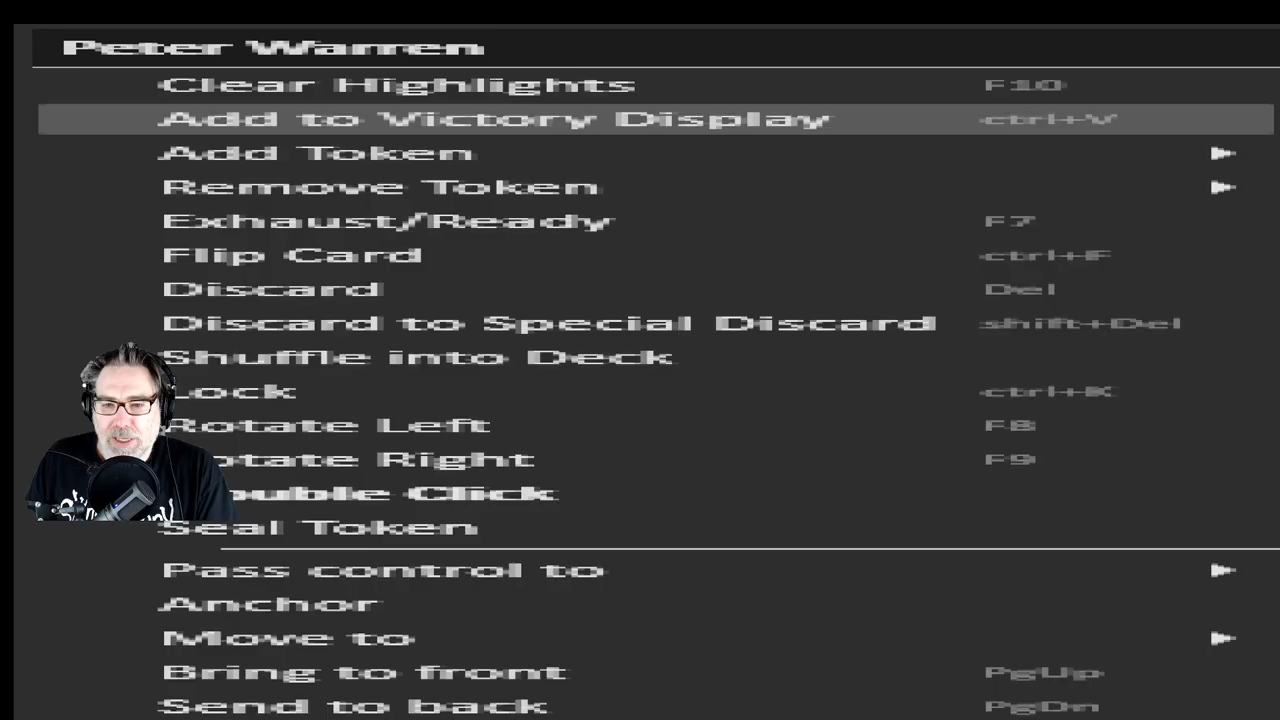 Peter Warren
Clear Highlights F10
Add to Victory Display ctrl+V
Add Token
Remove Token
Exhaust/Ready F7
Flip Card ctrl+F
Discard Del
Discard to Special Discard shift+Del
Shuffle into Deck
Lock ctrl+K
Rotate Left F8
otate Right F9
ouble Click
Seal Token
Pass control to
Anchor
Move to
Bring to front PgUp
Send to back PgDn